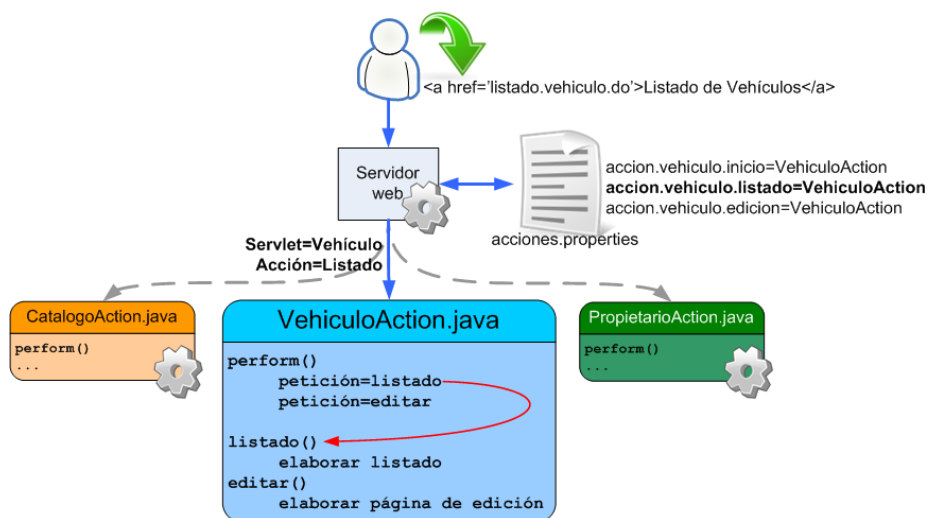 <a href='listado.vehiculo.do'>Listado de Vehículos</a>
Servidor
web
accion.vehiculo.inicio=VehiculoAction
accion.vehiculo.listado=VehiculoAction
accion.vehiculo.edicion=VehiculoAction
acciones.properties
Servlet=Vehículo
Acción=Listado
CatalogoAction.java
perform()
...
VehiculoAction.java
perform()
petición=listado
petición=editar
listado()
elaborar listado
editar()
elaborar página de edición
PropietarioAction.java
perform()
...